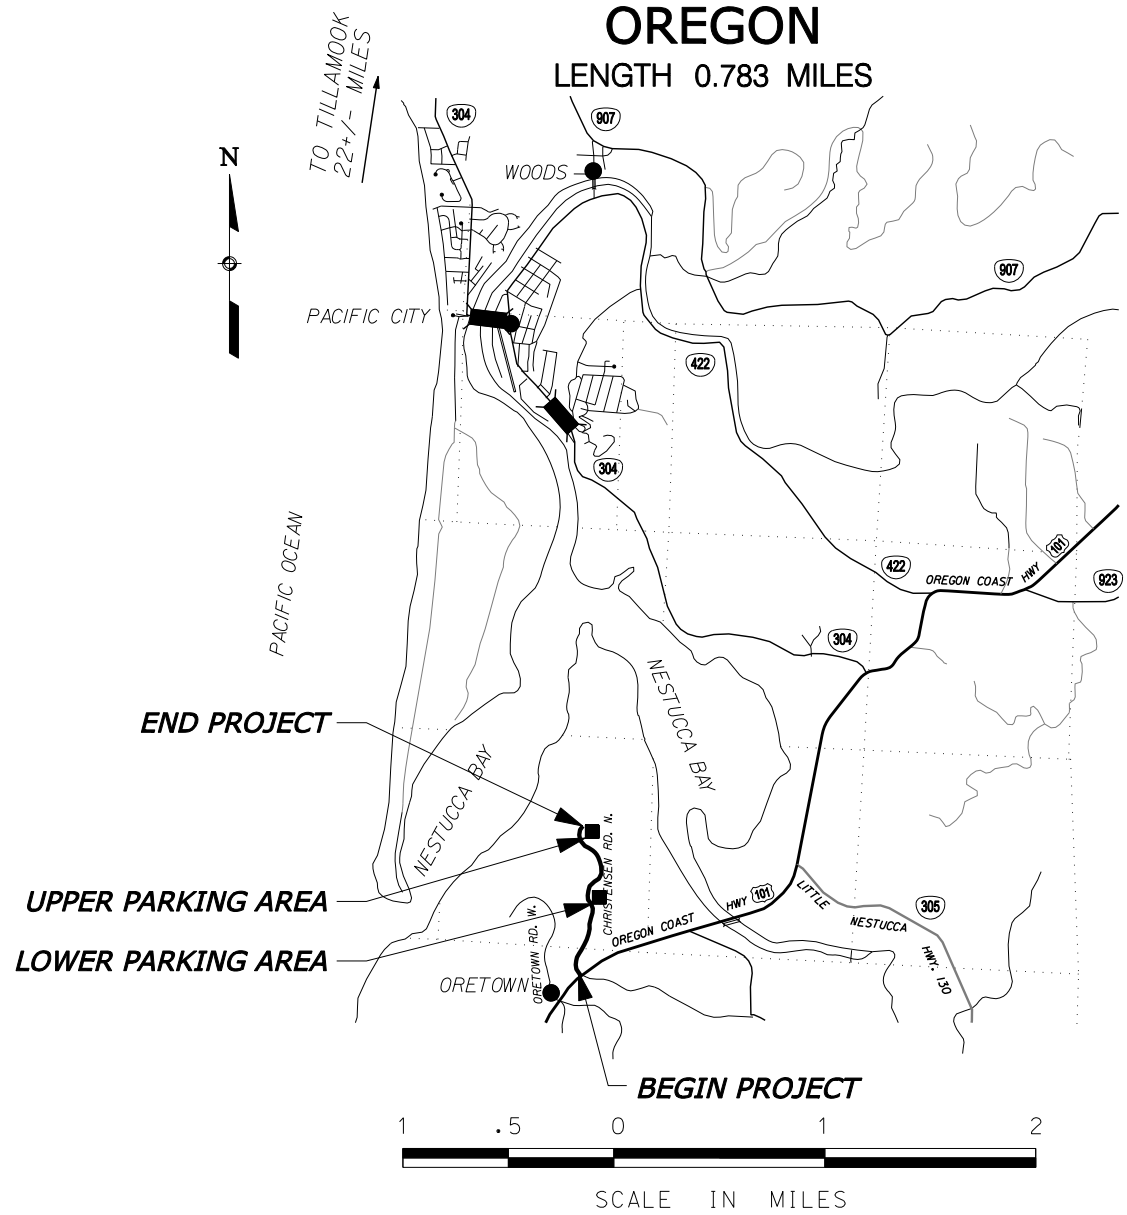 OREGON
LENGTH 0.783 MILES
TO TILLAMOOK
22+/- MILES
304
907
N
WOODS
907
PACIFIC CITY
422
304
PACIFIC OCEAN
101
422
OREGON COAST HWY
923
304
NESTUCCA BAY
END PROJECT
NESTUCCA BAY
CHRISTENSEN RD. N.
UPPER PARKING AREA
HWY 101
LITTLE NESTUCCA HWY. 130
305
OREGON COAST
ORETOWN RD. W.
LOWER PARKING AREA
ORETOWN
BEGIN PROJECT
1 .5 0 1 2
SCALE IN MILES